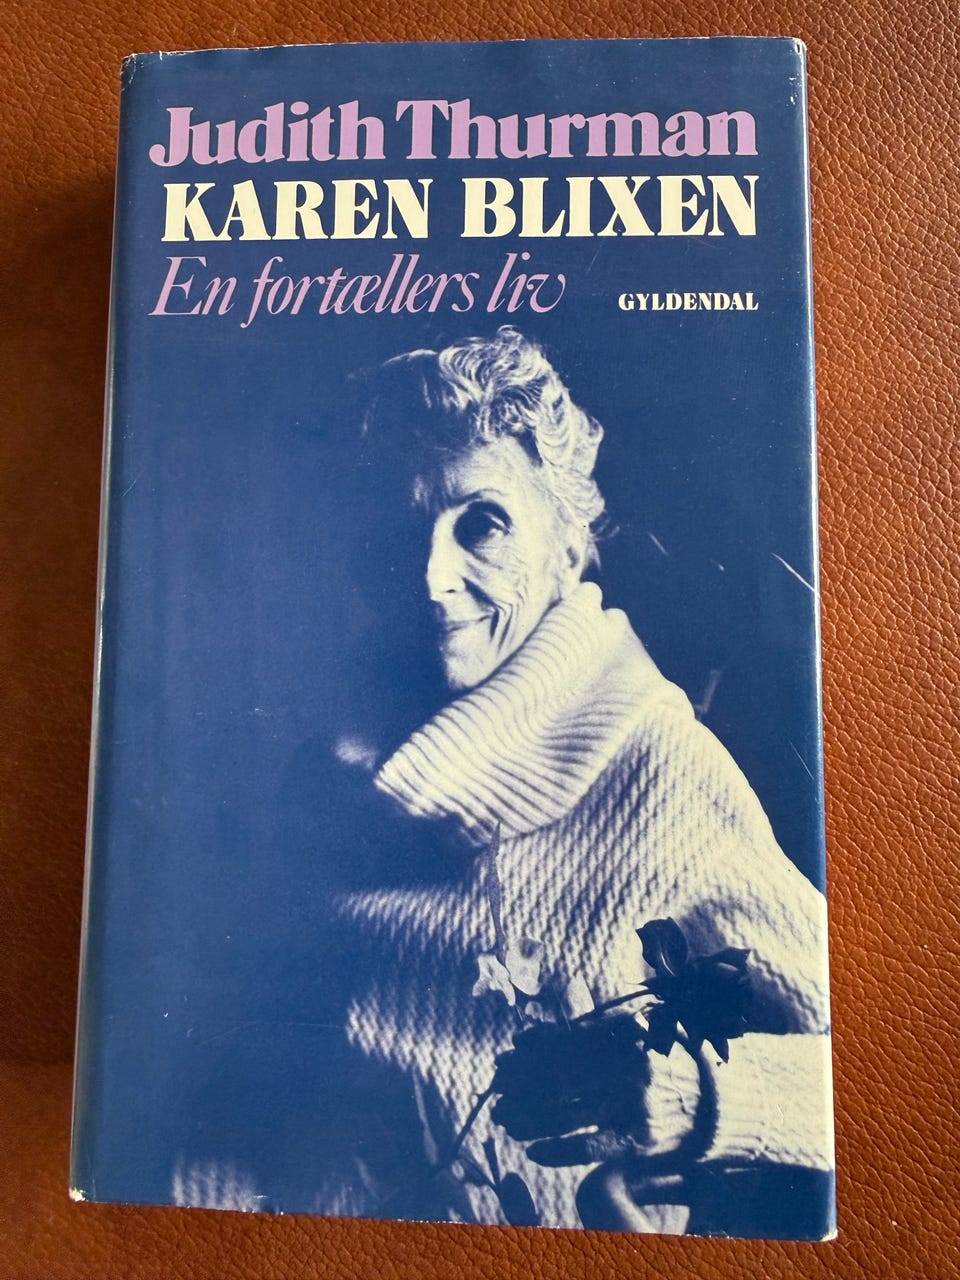 Judith Thurman
KAREN BLIXEN
En fortællers liv
GYLDENDAL